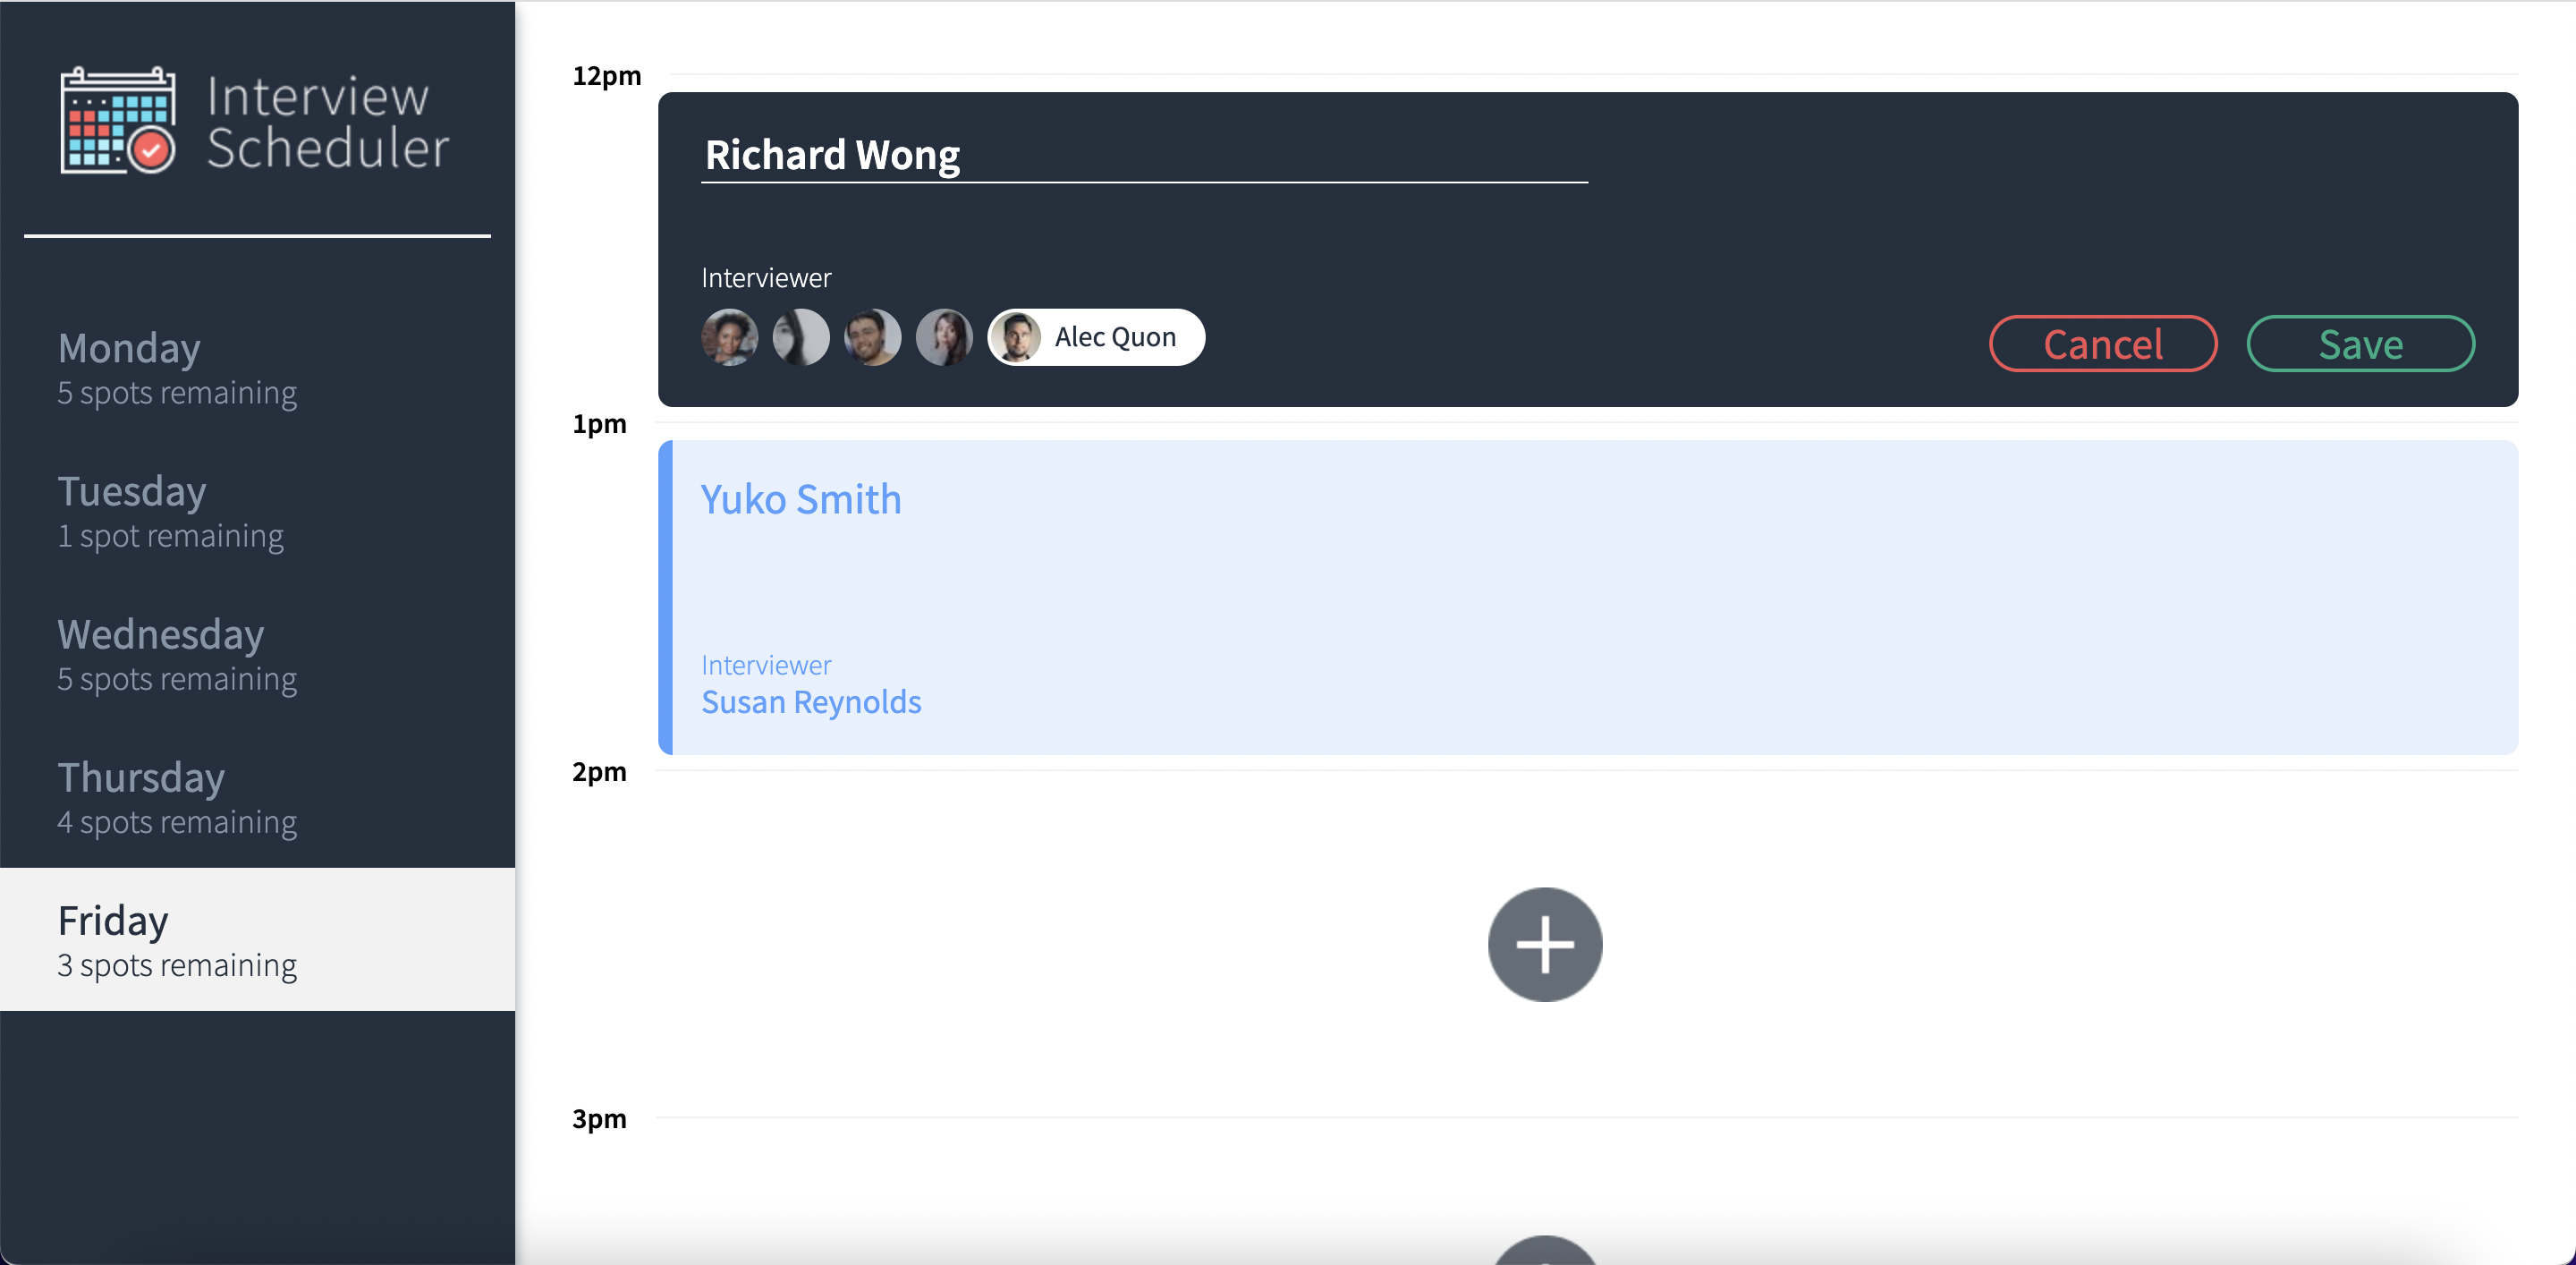 Interview
Scheduler
Monday
5 spots remaining
Tuesday
1 spot remaining
Wednesday
5 spots remaining
Thursday
4 spots remaining
Friday
3 spots remaining
12pm
Richard Wong
Interviewer
Alec Quon
Cancel
Save
1pm
Yuko Smith
Interviewer
Susan Reynolds
2pm
3pm